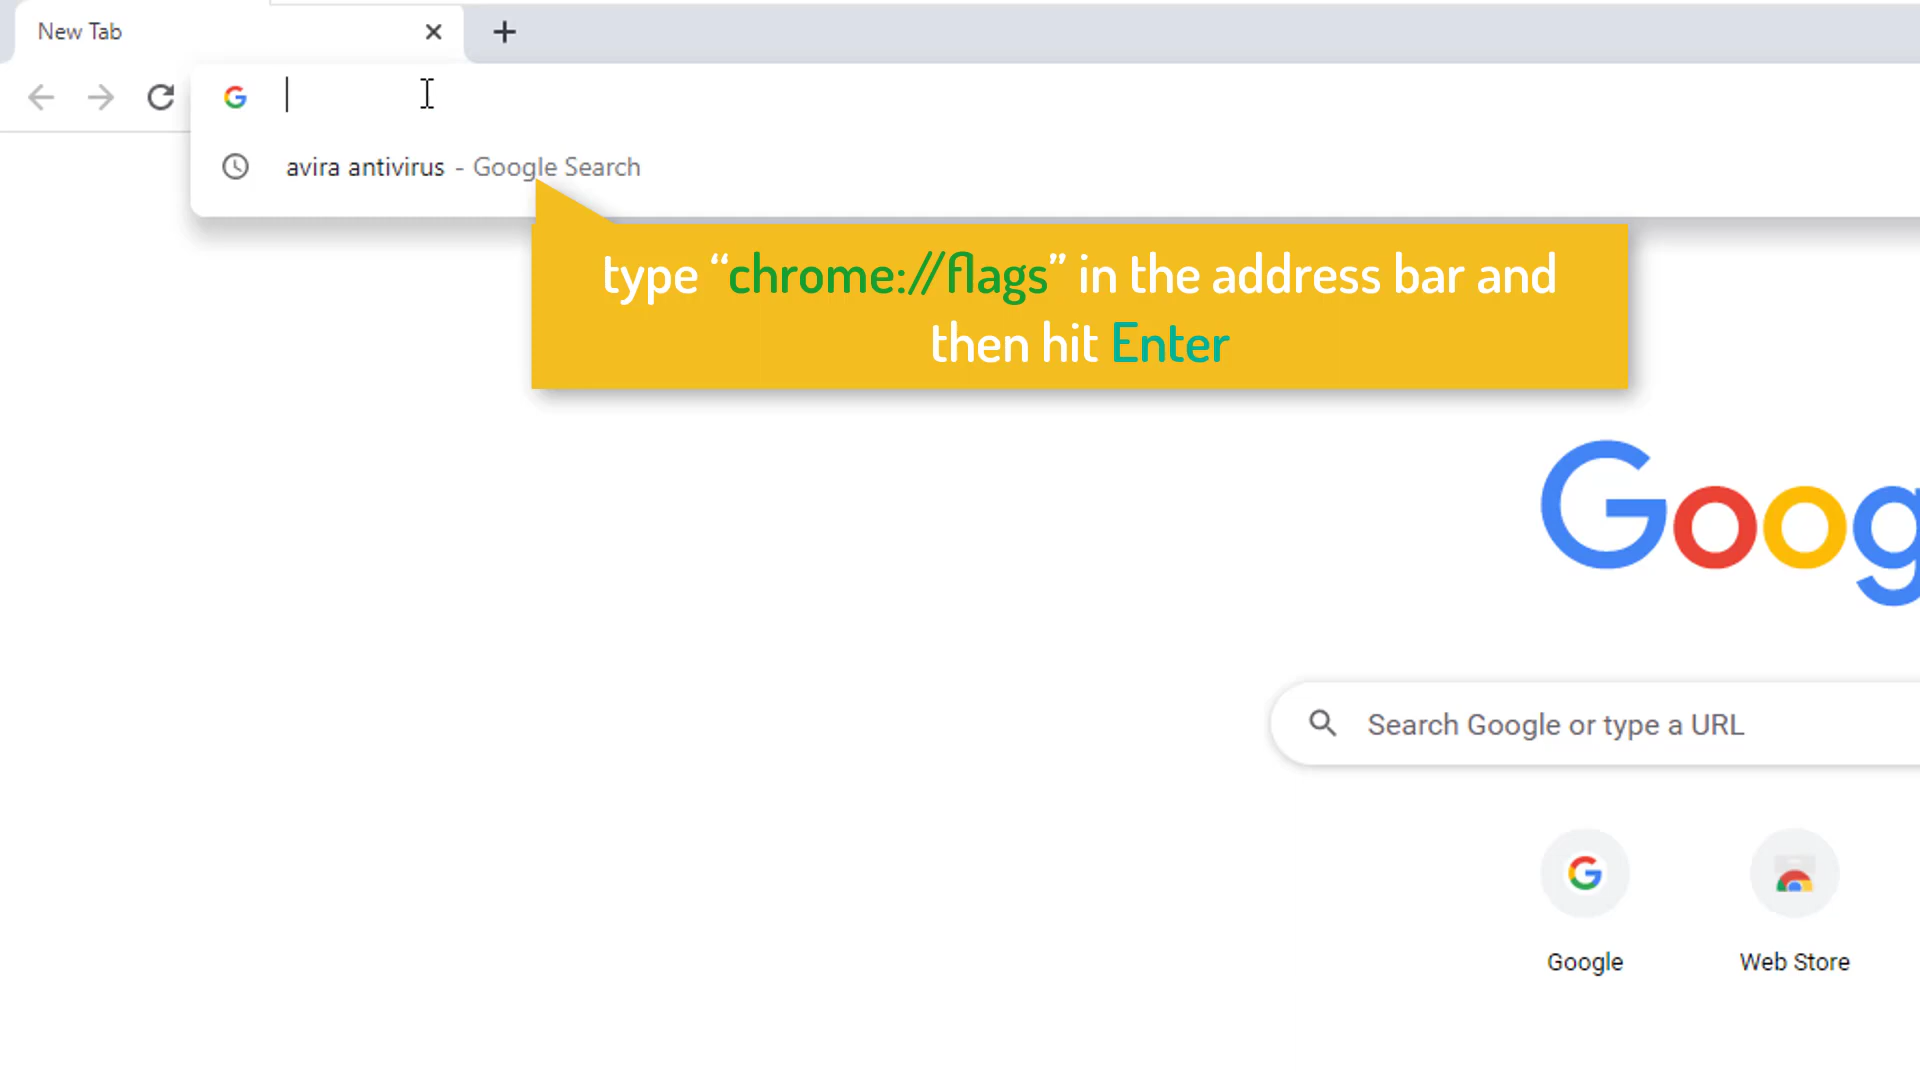 New Tab
avira antivirus - Google Search
type “chrome://flags” in the address bar and
then hit Enter
Goog
Search Google or type a URL
Google
Web Store